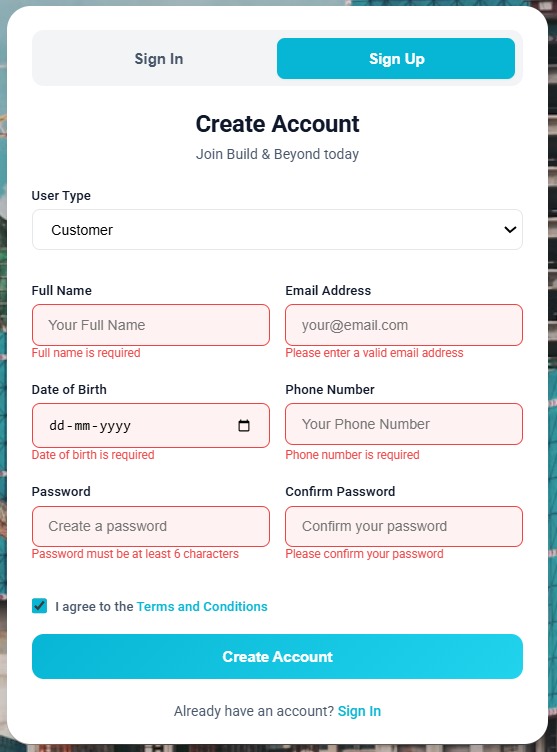 Sign In
Sign Up
Create Account
Join Build & Beyond today
User Type
Customer
Full Name
Email Address
Your Full Name
your@email.com
Full name is required
Please enter a valid email address
Date of Birth
Phone Number
dd-mm-yyyy
Your Phone Number
Date of birth is required
Phone number is required
Password
Confirm Password
Create a password
Confirm your password
Password must be at least 6 characters
Please confirm your password
I agree to the Terms and Conditions
Create Account
Already have an account? Sign In